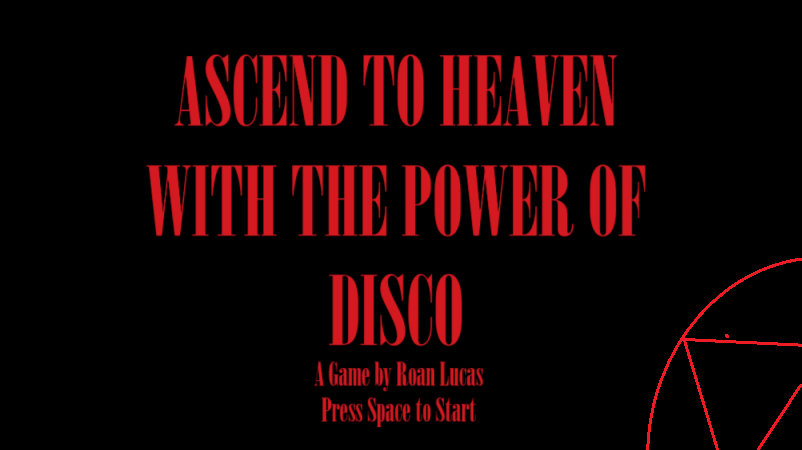 ASCEND TO HEAVEN
WITH THE POWER OF
DISCO
A Game by Roan Lucas
Press Space to Start